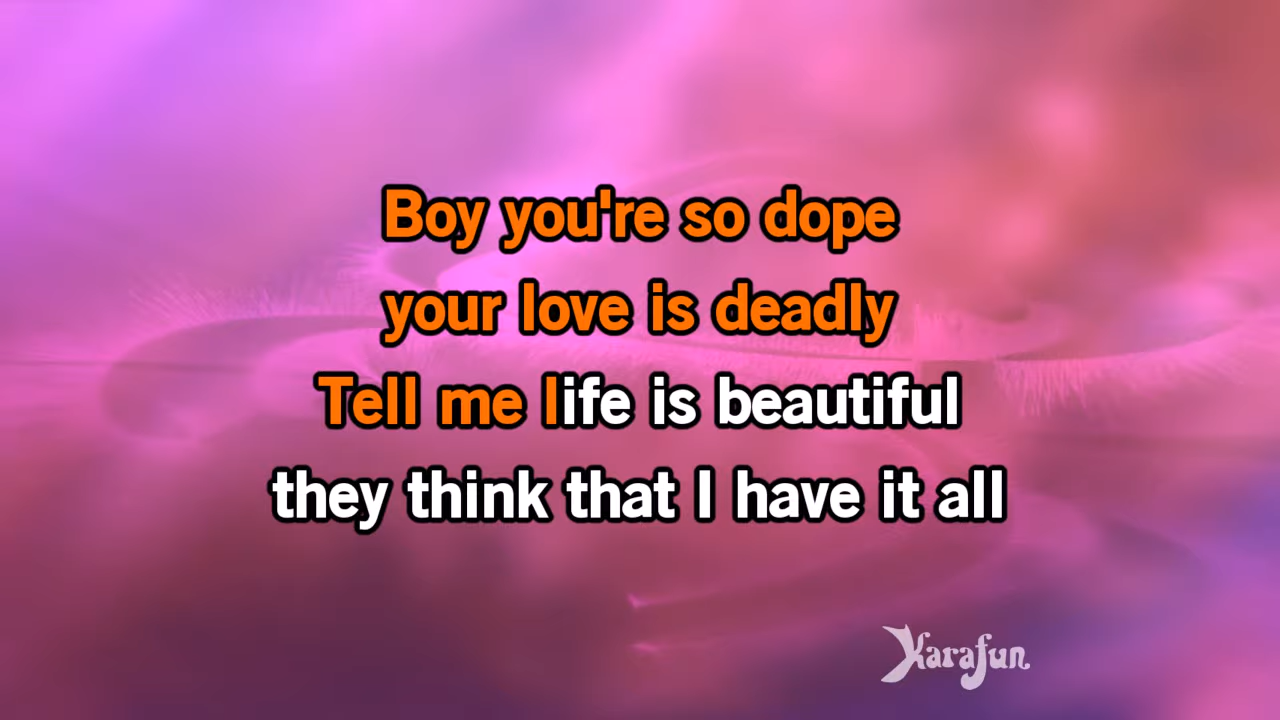 Boy you're so dope
your love is deadly
Tell me life is beautiful
they think that I have it all
Karafun